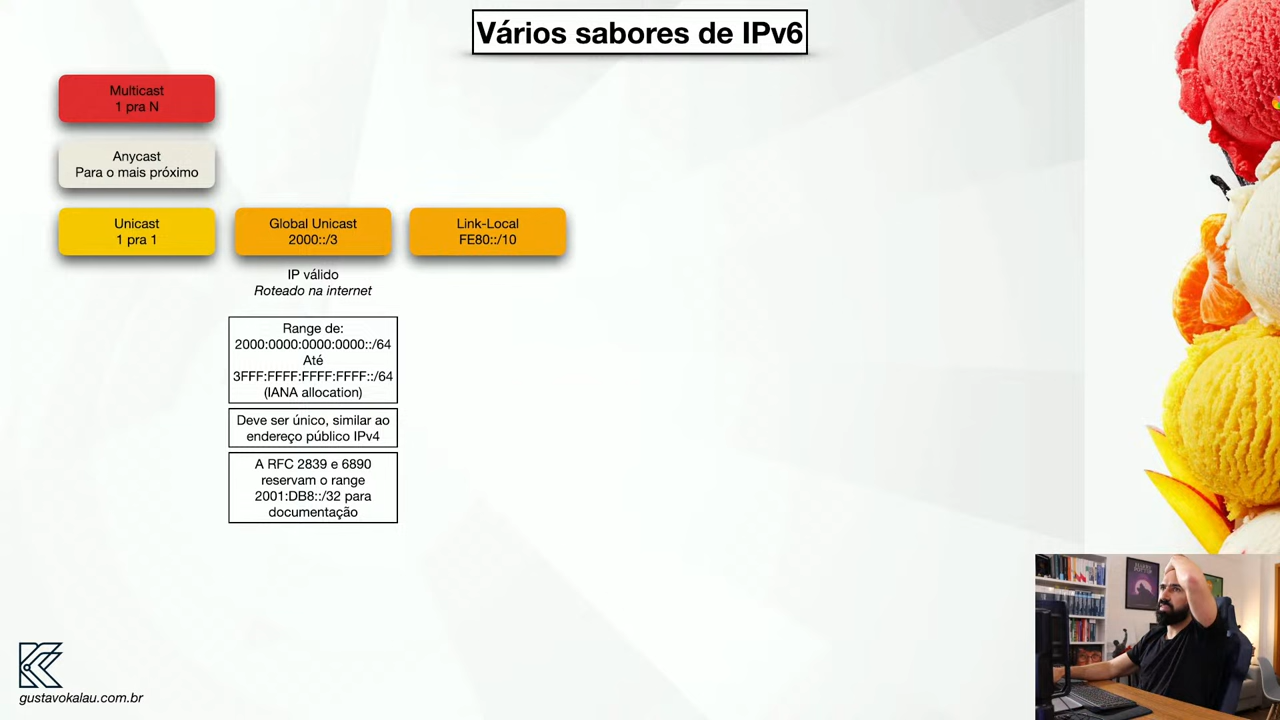 Vários sabores de IPv6
Multicast
1 pra N
Anycast
Para o mais próximo
Unicast
1 pra 1
Global Unicast
2000::/3
Link-Local
FE80::/10
IP válido
Roteado na internet
Range de:
2000:0000:0000:0000::/64
Até
3FFF:FFFF:FFFF:FFFF::/64
(IANA allocation)
Deve ser único, similar ao
endereço público IPv4
A RFC 2839 e 6890
reservam o range
2001:DB8::/32 para
documentação
gustavokalau.com.br